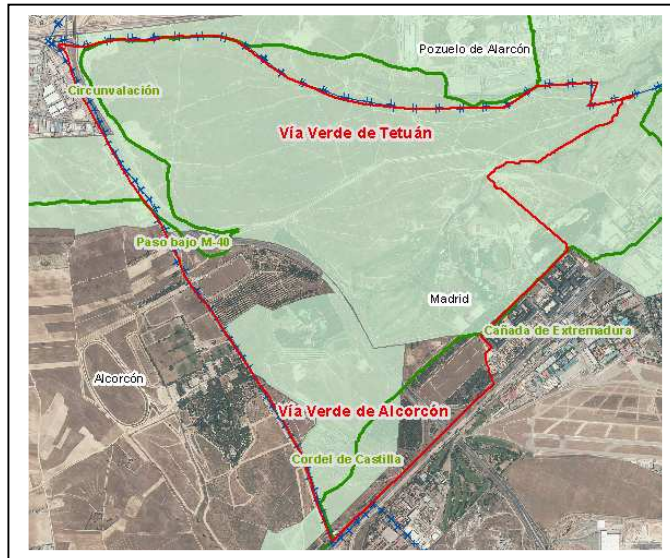 Pozuelo de Alarcón
Circunvalación
Vía Verde de Tetuán
Paso bajo M-40
Madrid
Cañada de Extremadura
Alcorcón
Vía Verde de Alcorcón
Cordel de Castilla